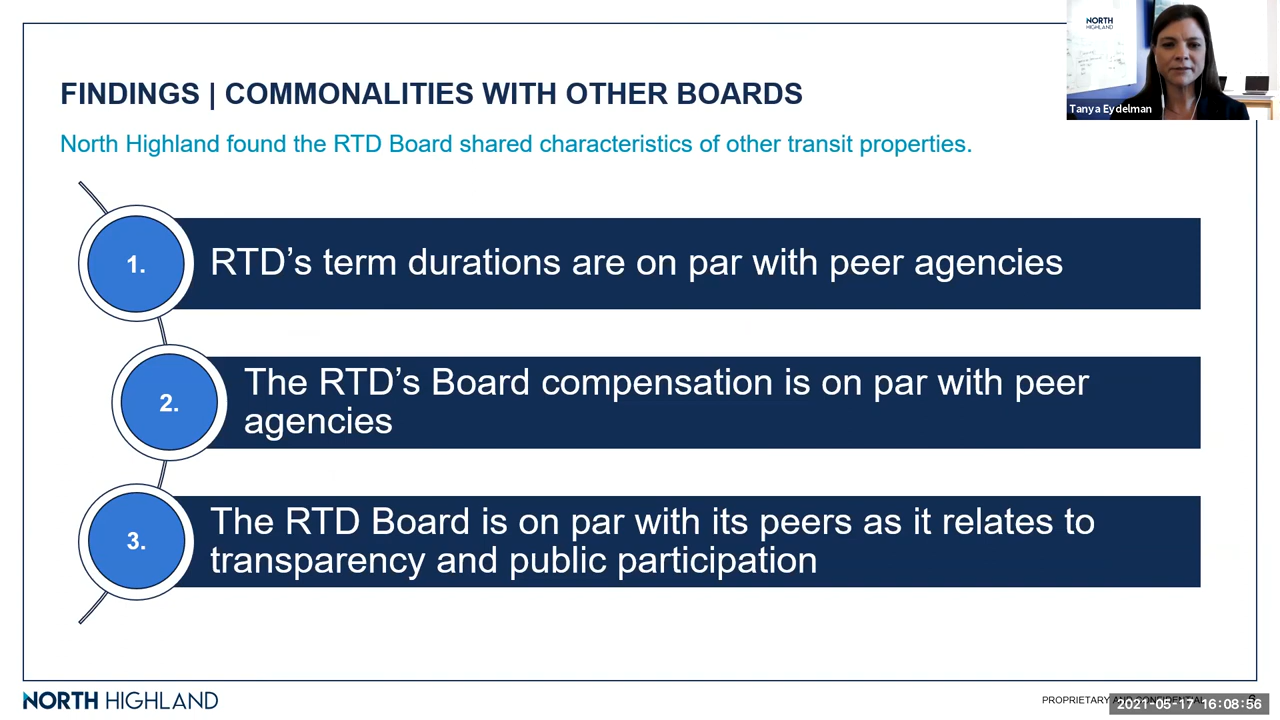 NORTH
HIGHLAND
Tanya Eydelman
FINDINGS | COMMONALITIES WITH OTHER BOARDS
North Highland found the RTD Board shared characteristics of other transit properties.
1.
RTD’s term durations are on par with peer agencies
2.
The RTD’s Board compensation is on par with peer
agencies
3.
The RTD Board is on par with its peers as it relates to
transparency and public participation
NORTH HIGHLAND
PROPRIETARY AND CONFIDENTIAL
2021-05-17 16:08:56